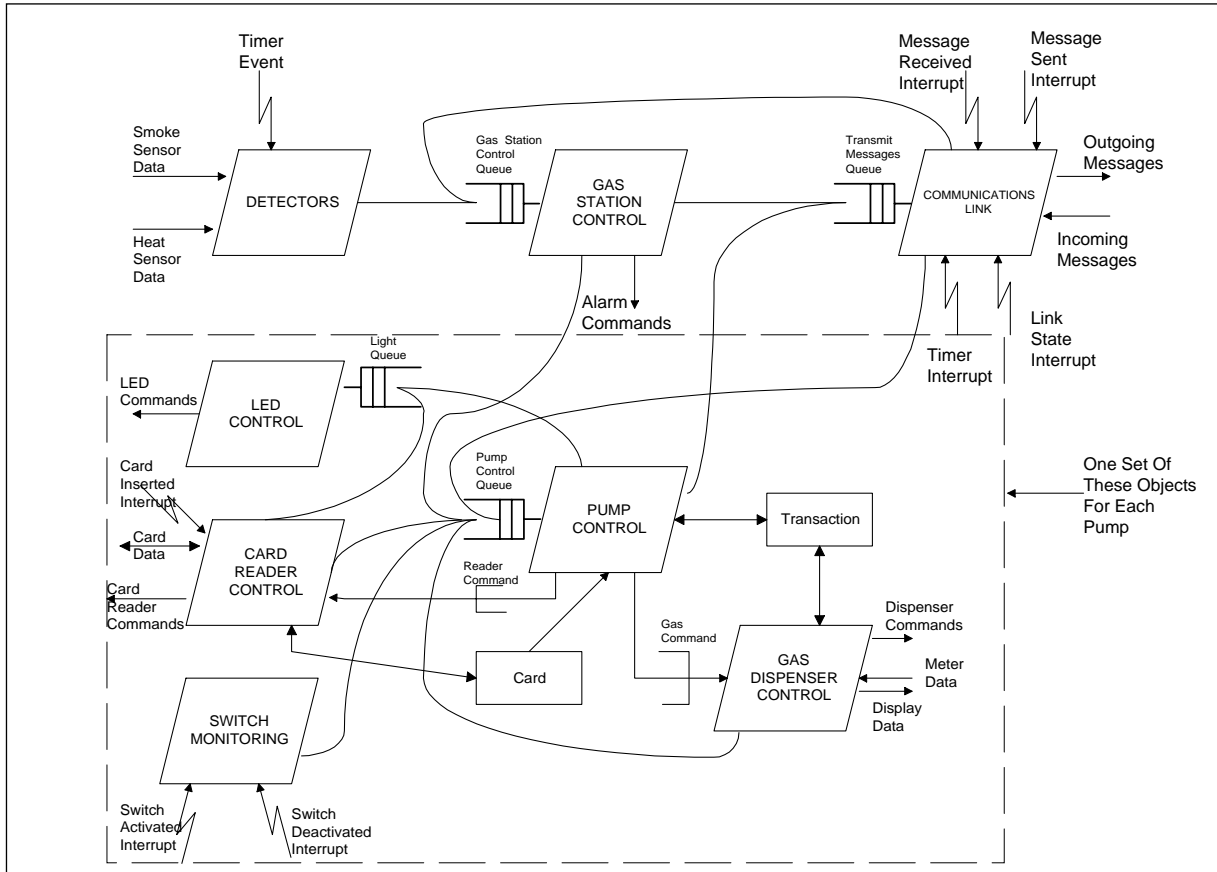 Timer
Event
Message
Received
Interrupt
Message
Sent
Interrupt
Smoke
Sensor
Data
Gas Station
Control
Queue
Transmit
Messages
Queue
Outgoing
Messages
DETECTORS
GAS
STATION
CONTROL
COMMUNICATIONS
LINK
Heat
Sensor
Data
Incoming
Messages
Alarm
Commands
Timer
Interrupt
Link
State
Interrupt
Light
Queue
LED
Commands
LED
CONTROL
Card
Inserted
Interrupt
Pump
Control
Queue
PUMP
CONTROL
Transaction
One Set Of
These Objects
For Each
Pump
Card
Data
CARD
READER
CONTROL
Reader
Command
Card
Reader
Commands
Gas
Command
Dispenser
Commands
Card
GAS
DISPENSER
CONTROL
Meter
Data
Display
Data
SWITCH
MONITORING
Switch
Activated
Interrupt
Switch
Deactivated
Interrupt